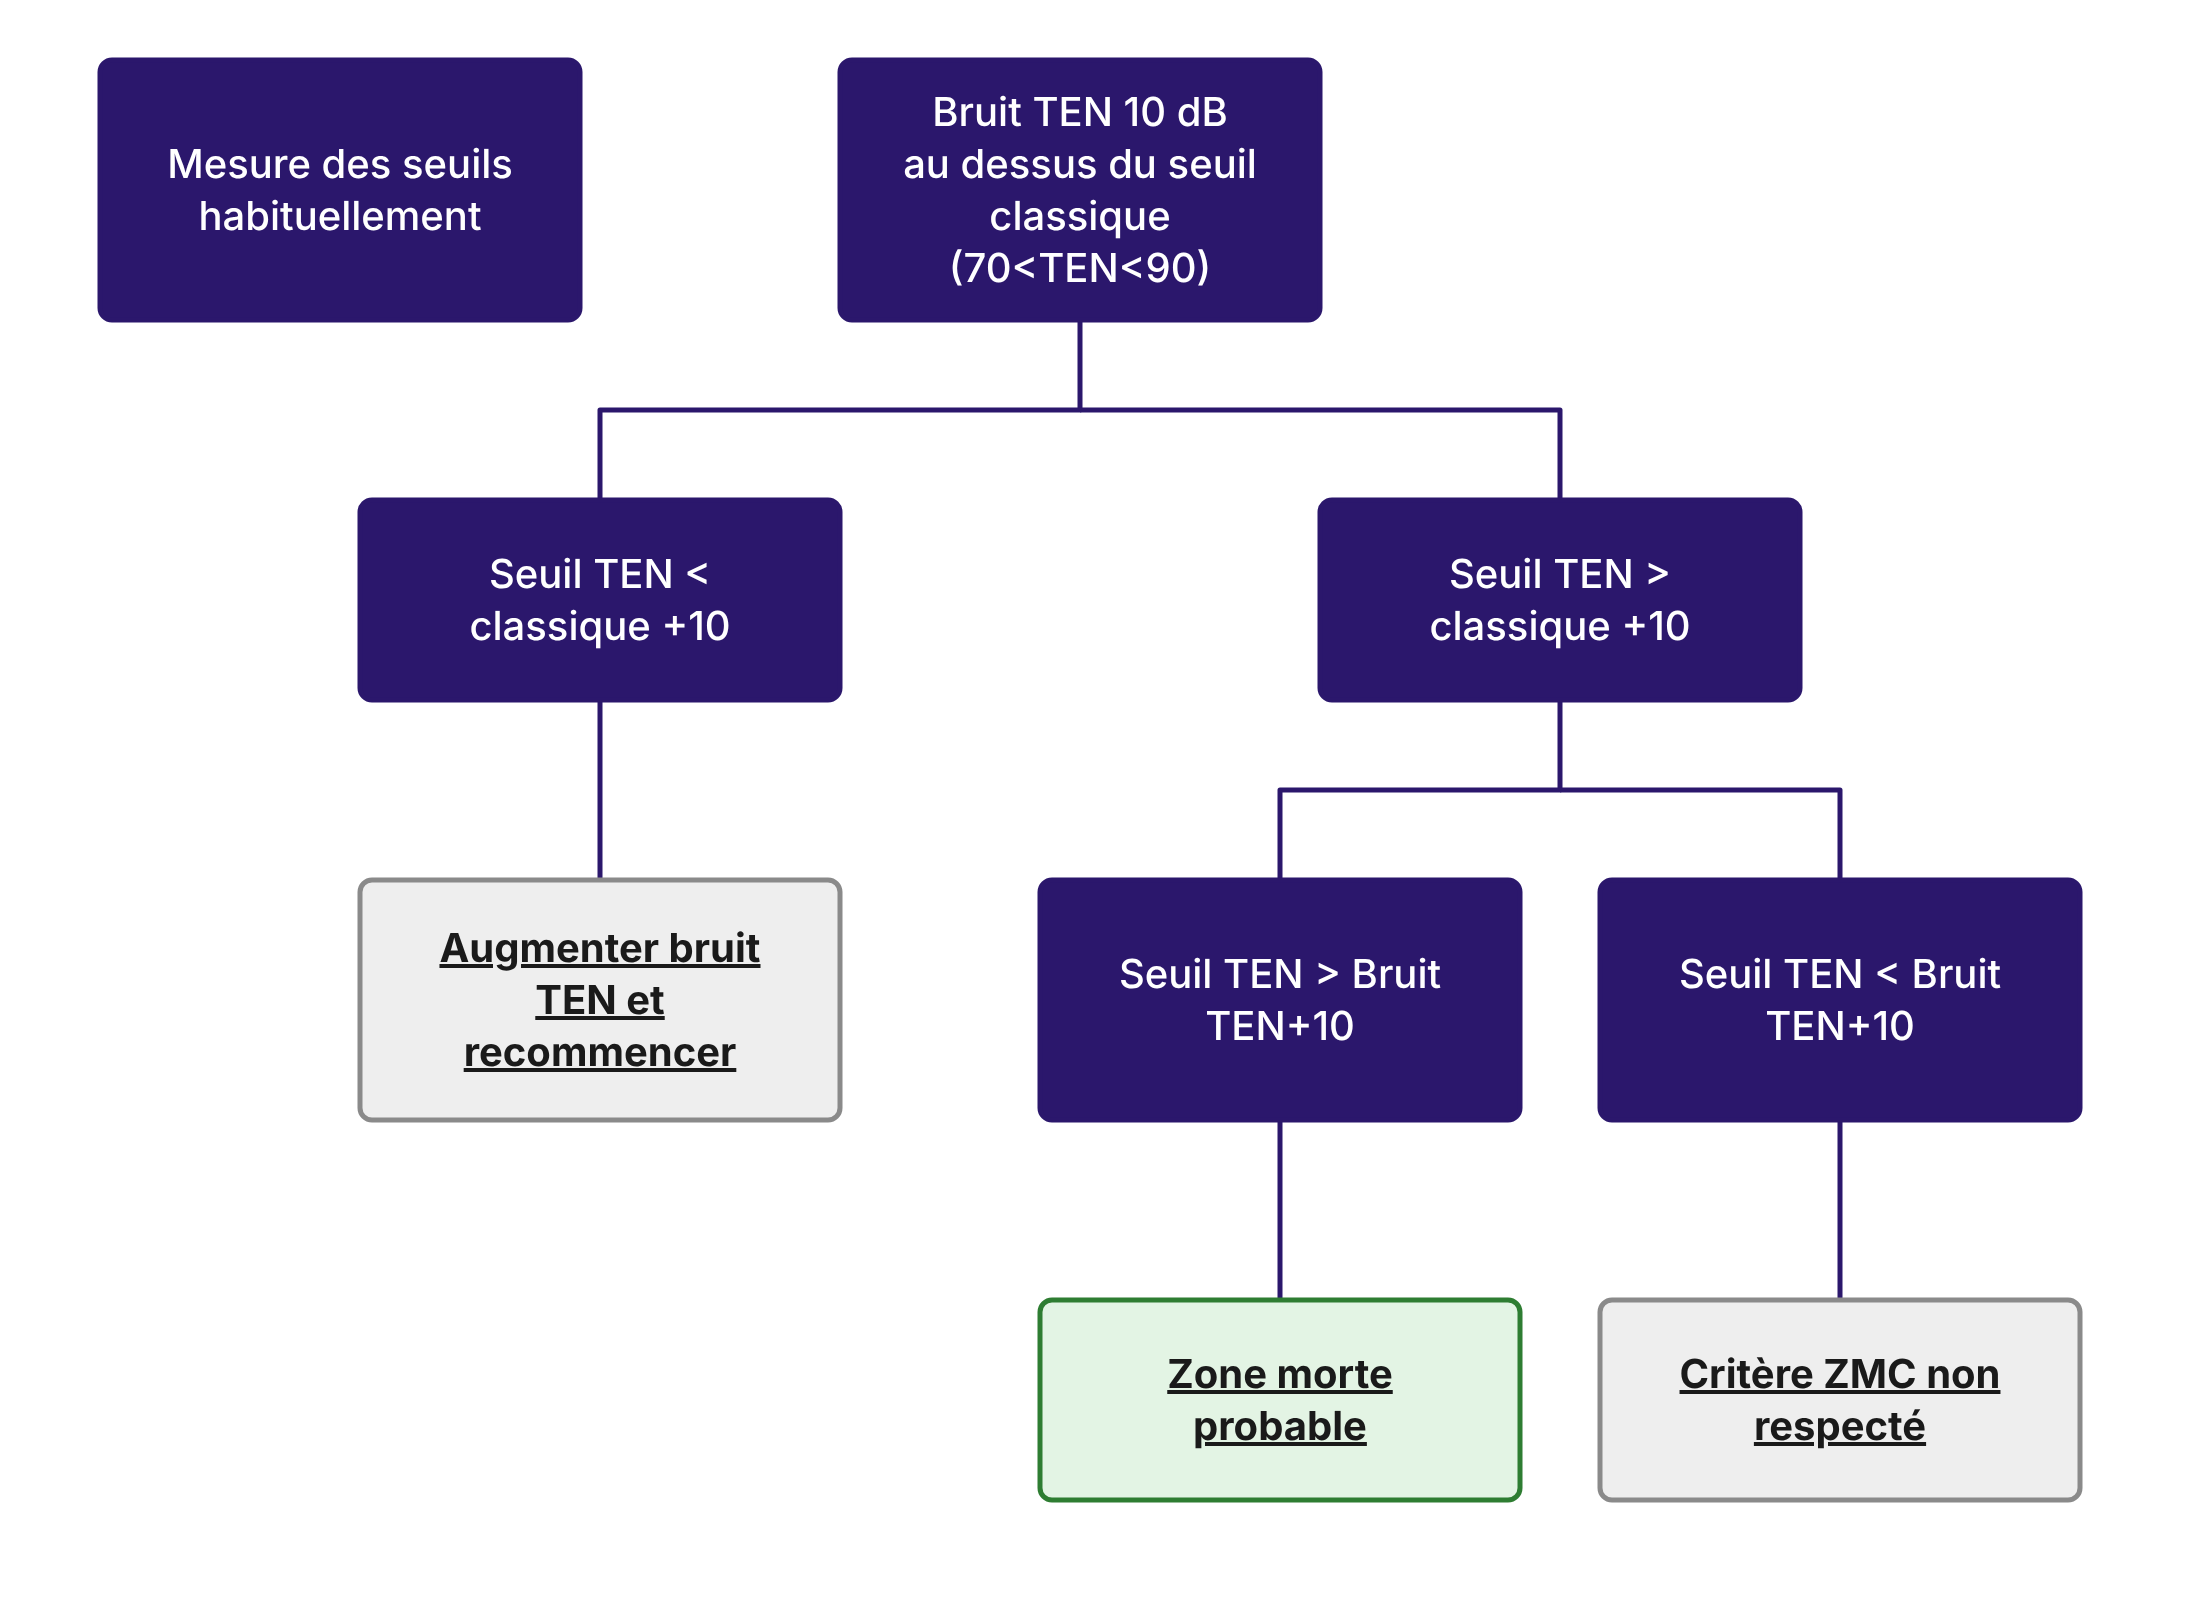 Mesure des seuils
habituellement
Bruit TEN 10 dB
au dessus du seuil
classique
(70<TEN<90)
Seuil TEN <
classique +10
Seuil TEN >
classique +10
Augmenter bruit
TEN et
recommencer
Seuil TEN > Bruit
TEN+10
Seuil TEN < Bruit
TEN+10
Zone morte
probable
Critère ZMC non
respecté